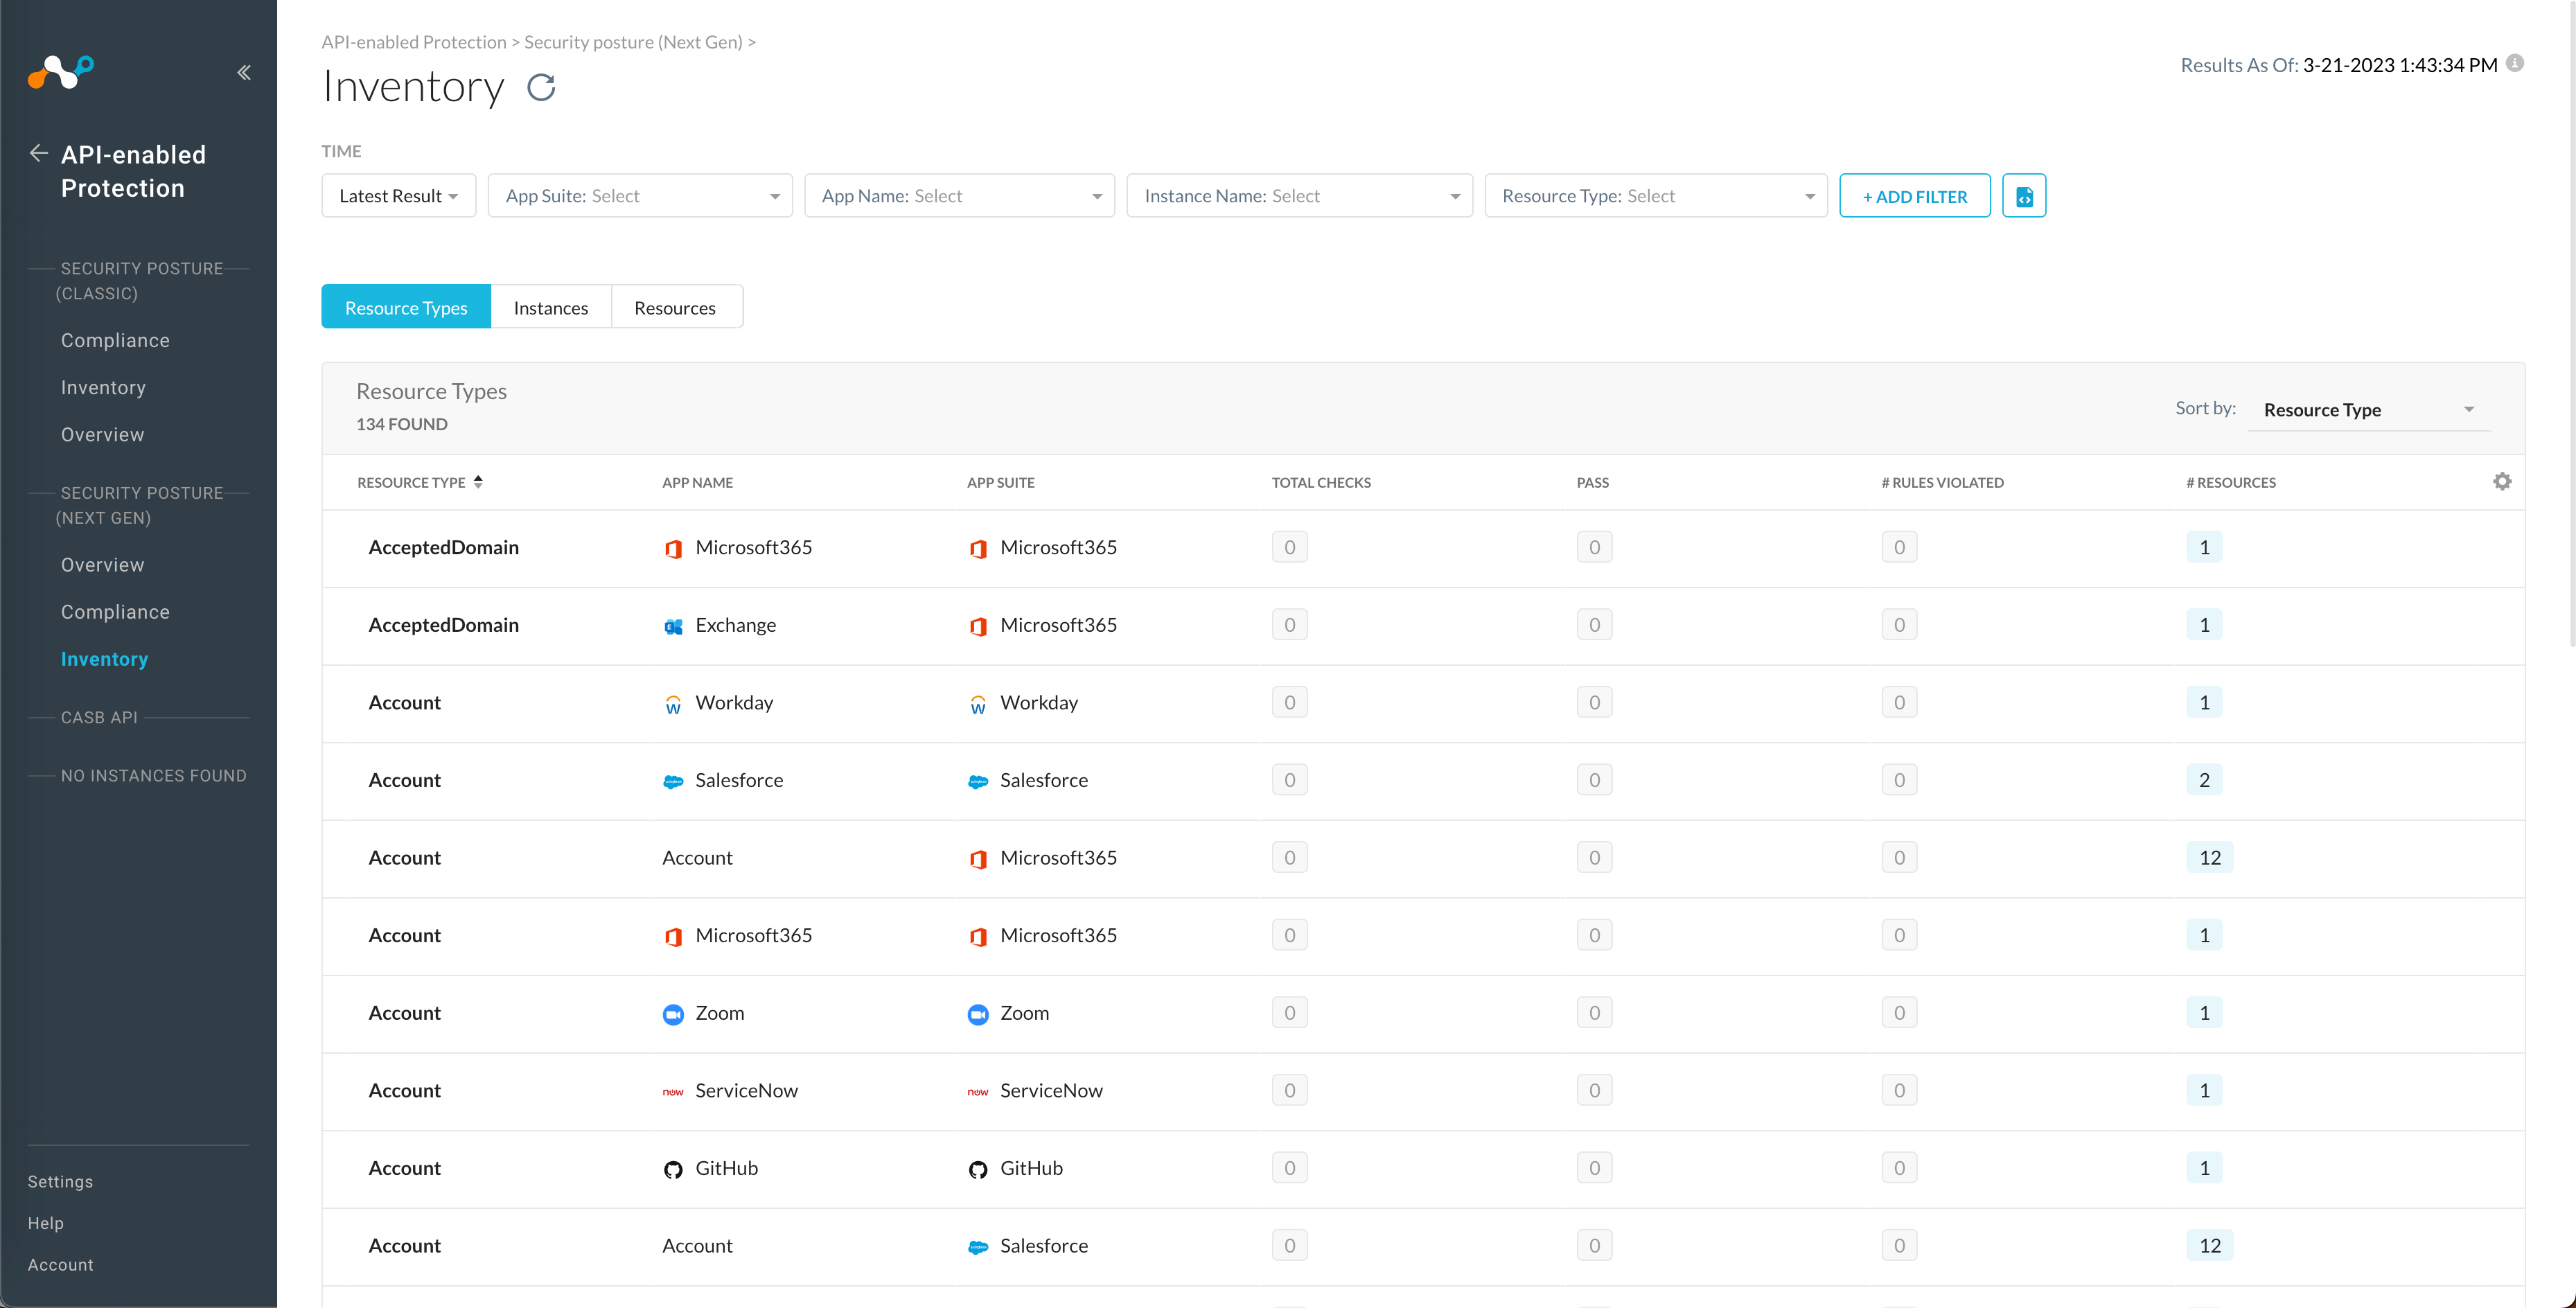 API-enabled
Protection
SECURITY POSTURE
(CLASSIC)
Compliance
Inventory
Overview
SECURITY POSTURE
(NEXT GEN)
Overview
Compliance
Inventory
CASB API
NO INSTANCES FOUND
Settings
Help
Account
API-enabled Protection > Security posture (Next Gen) >
Inventory
Results As Of: 3-21-2023 1:43:34 PM
TIME
Latest Result App Suite: Select App Name: Select Instance Name: Select Resource Type: Select + ADD FILTER
Resource Types Instances Resources
Resource Types
134 FOUND
Sort by: Resource Type
RESOURCE TYPE APP NAME APP SUITE TOTAL CHECKS PASS # RULES VIOLATED # RESOURCES
AcceptedDomain Microsoft365 Microsoft365 0 0 0 1
AcceptedDomain Exchange Microsoft365 0 0 0 1
Account Workday Workday 0 0 0 1
Account Salesforce Salesforce 0 0 0 2
Account Account Microsoft365 0 0 0 12
Account Microsoft365 Microsoft365 0 0 0 1
Account Zoom Zoom 0 0 0 1
Account now ServiceNow now ServiceNow 0 0 0 1
Account GitHub GitHub 0 0 0 1
Account Account Salesforce 0 0 0 12